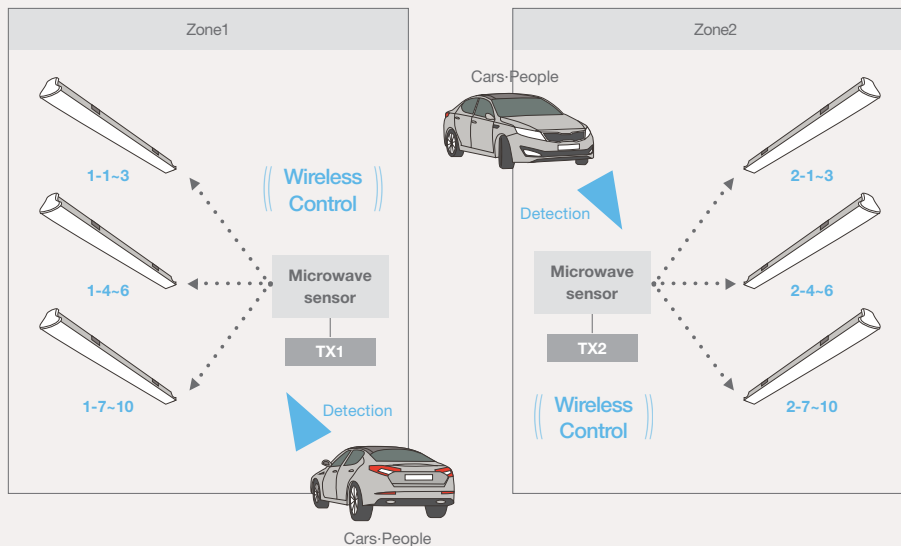 Zone1
1-1~3
Wireless
Control
1-4~6
Microwave
sensor
TX1
1-7~10
Detection
Cars·People
Zone2
Cars·People
2-1~3
Detection
Microwave
sensor
2-4~6
TX2
2-7~10
Wireless
Control